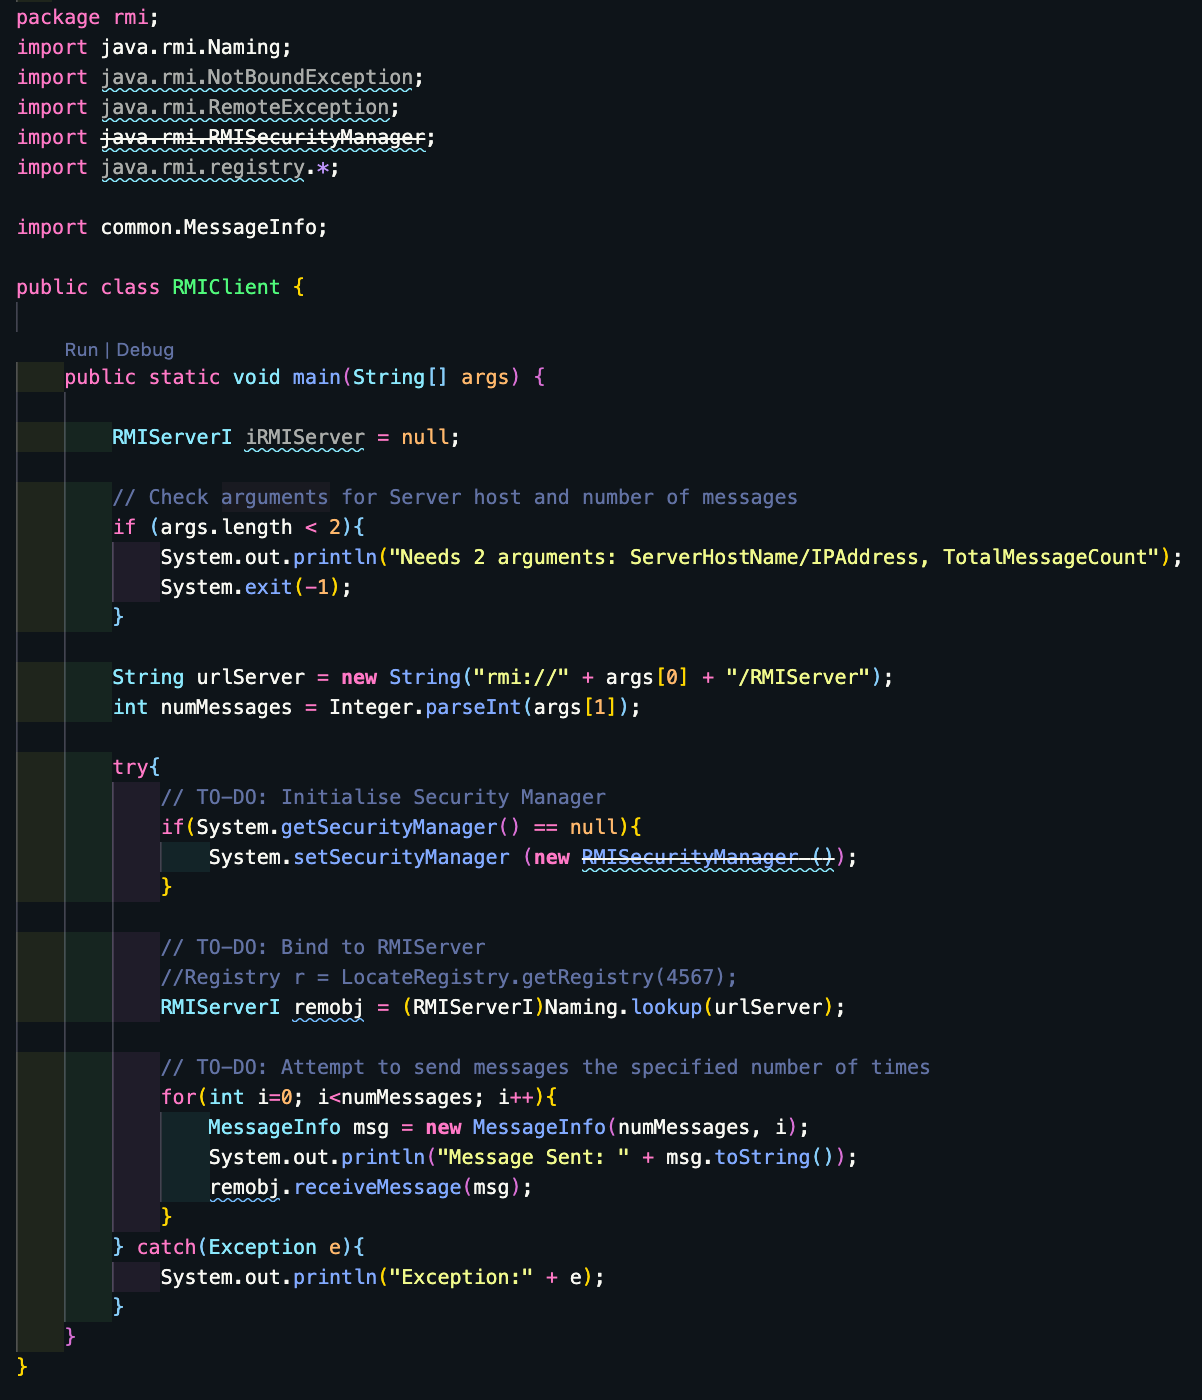 package rmi;
import java.rmi.Naming;
import java.rmi.NotBoundException;
import java.rmi.RemoteException;
import java.rmi.RMISecurityManager;
import java.rmi.registry.*;

import common.MessageInfo;

public class RMIClient {

    Run | Debug
    public static void main(String[] args) {

        RMIServerI iRMIServer = null;

        // Check arguments for Server host and number of messages
        if (args.length < 2){
            System.out.println("Needs 2 arguments: ServerHostName/IPAddress, TotalMessageCount");
            System.exit(-1);
        }

        String urlServer = new String("rmi://" + args[0] + "/RMIServer");
        int numMessages = Integer.parseInt(args[1]);

        try{
            // TO-DO: Initialise Security Manager
            if(System.getSecurityManager() == null){
                System.setSecurityManager (new RMISecurityManager ());
            }

            // TO-DO: Bind to RMIServer
            //Registry r = LocateRegistry.getRegistry(4567);
            RMIServerI remobj = (RMIServerI)Naming.lookup(urlServer);

            // TO-DO: Attempt to send messages the specified number of times
            for(int i=0; i<numMessages; i++){
                MessageInfo msg = new MessageInfo(numMessages, i);
                System.out.println("Message Sent: " + msg.toString());
                remobj.receiveMessage(msg);
            }
        } catch(Exception e){
            System.out.println("Exception:" + e);
        }
    }
}